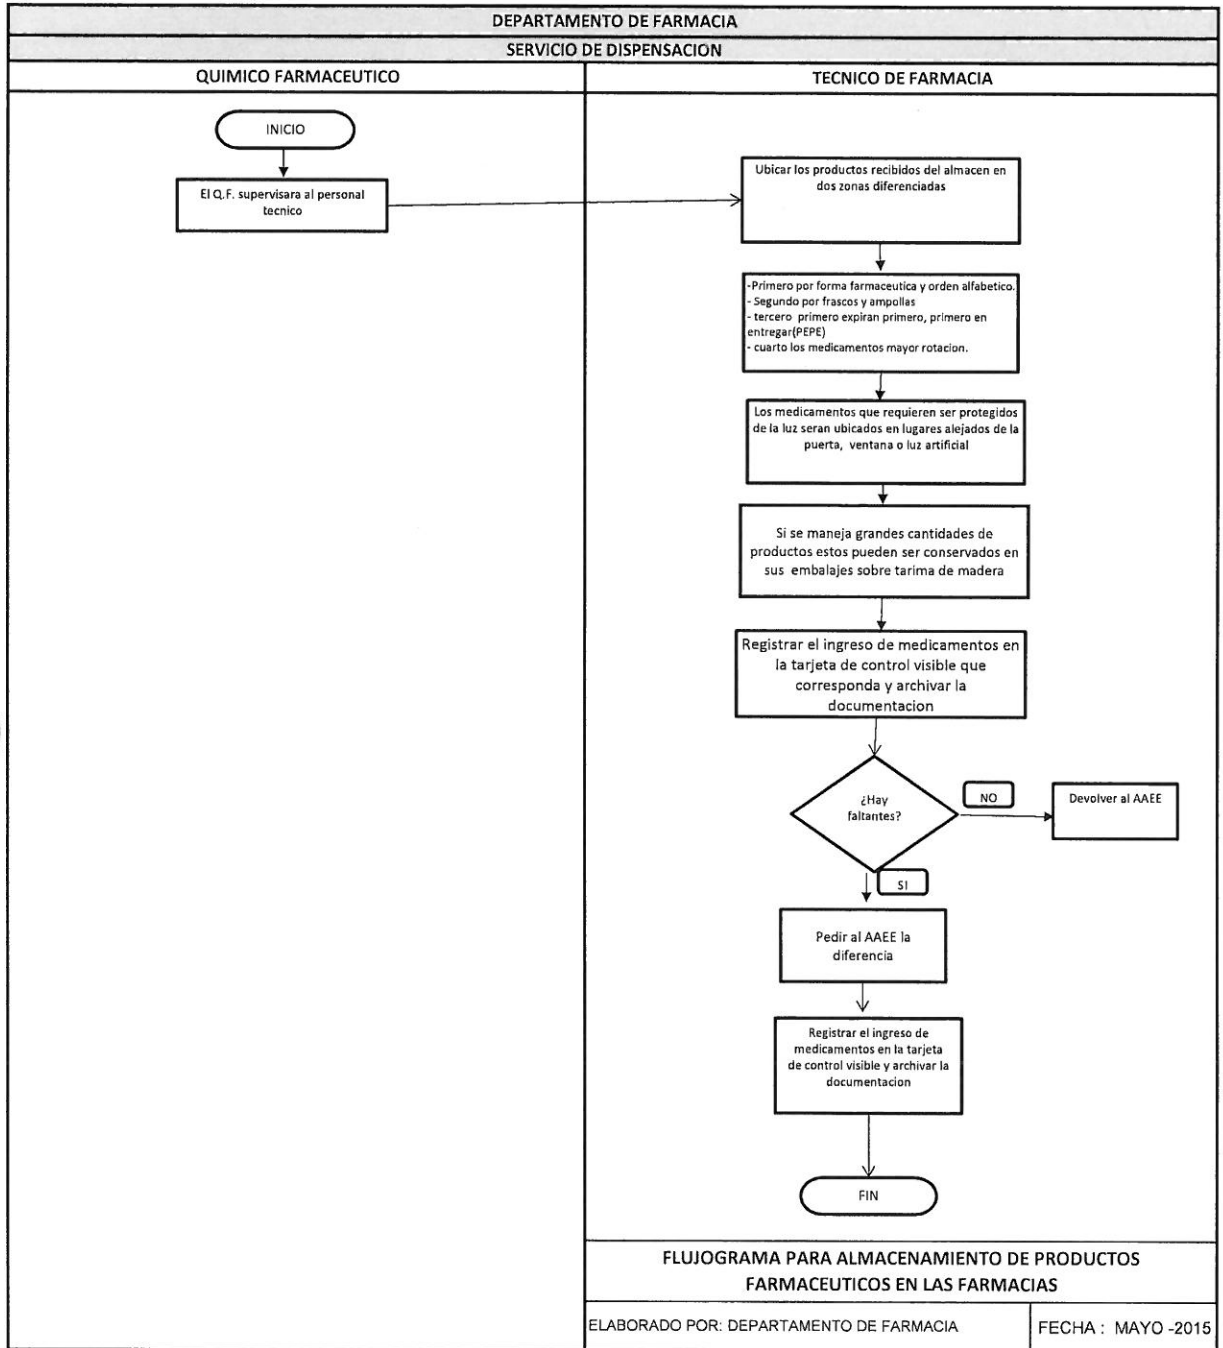 DEPARTAMENTO DE FARMACIA
SERVICIO DE DISPENSACION
QUIMICO FARMACEUTICO
TECNICO DE FARMACIA
INICIO
El Q.F. supervisara al personal
tecnico
Ubicar los productos recibidos del almacen en
dos zonas diferenciadas
-Primero por forma farmaceutica y orden alfabetico.
- Segundo por frascos y ampollas
- tercero  primero expiran primero, primero en
entregar(PEPE)
- cuarto los medicamentos mayor rotacion.
Los medicamentos que requieren ser protegidos
de la luz seran ubicados en lugares alejados de la
puerta,  ventana o luz artificial
Si se maneja grandes cantidades de
productos estos pueden ser conservados en
sus  embalajes sobre tarima de madera
Registrar el ingreso de medicamentos en
la tarjeta de control visible que
corresponda y archivar la
documentacion
¿Hay
faltantes?
NO
Devolver al AAEE
SI
Pedir al AAEE la
diferencia
Registrar el ingreso de
medicamentos en la tarjeta
de control visible y archivar la
documentacion
FIN
FLUJOGRAMA PARA ALMACENAMIENTO DE PRODUCTOS
FARMACEUTICOS EN LAS FARMACIAS
ELABORADO POR: DEPARTAMENTO DE FARMACIA
FECHA :  MAYO -2015